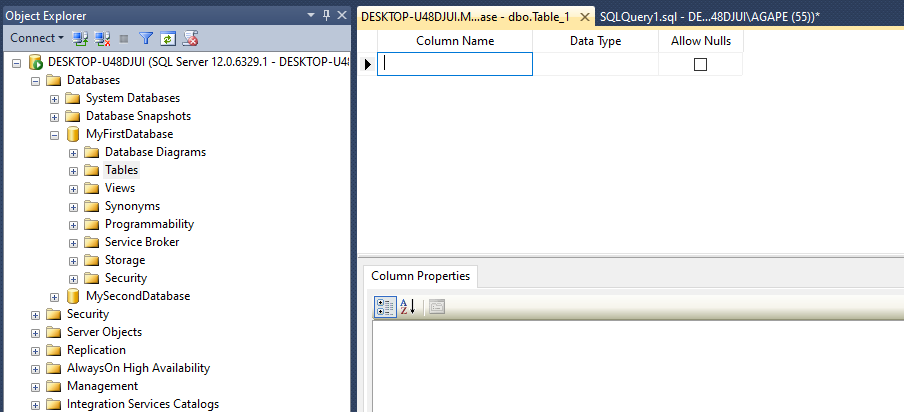 Object Explorer
Connect
DESKTOP-U48DJUI (SQL Server 12.0.6329.1 - DESKTOP-U48
Databases
System Databases
Database Snapshots
MyFirstDatabase
Database Diagrams
Tables
Views
Synonyms
Programmability
Service Broker
Storage
Security
MySecondDatabase
Security
Server Objects
Replication
AlwaysOn High Availability
Management
Integration Services Catalogs
DESKTOP-U48DJUI.M...ase - dbo.Table_1
SQLQuery1.sql - DE...48DJUI\AGAPE (55))*
Column Name Data Type Allow Nulls
Column Properties